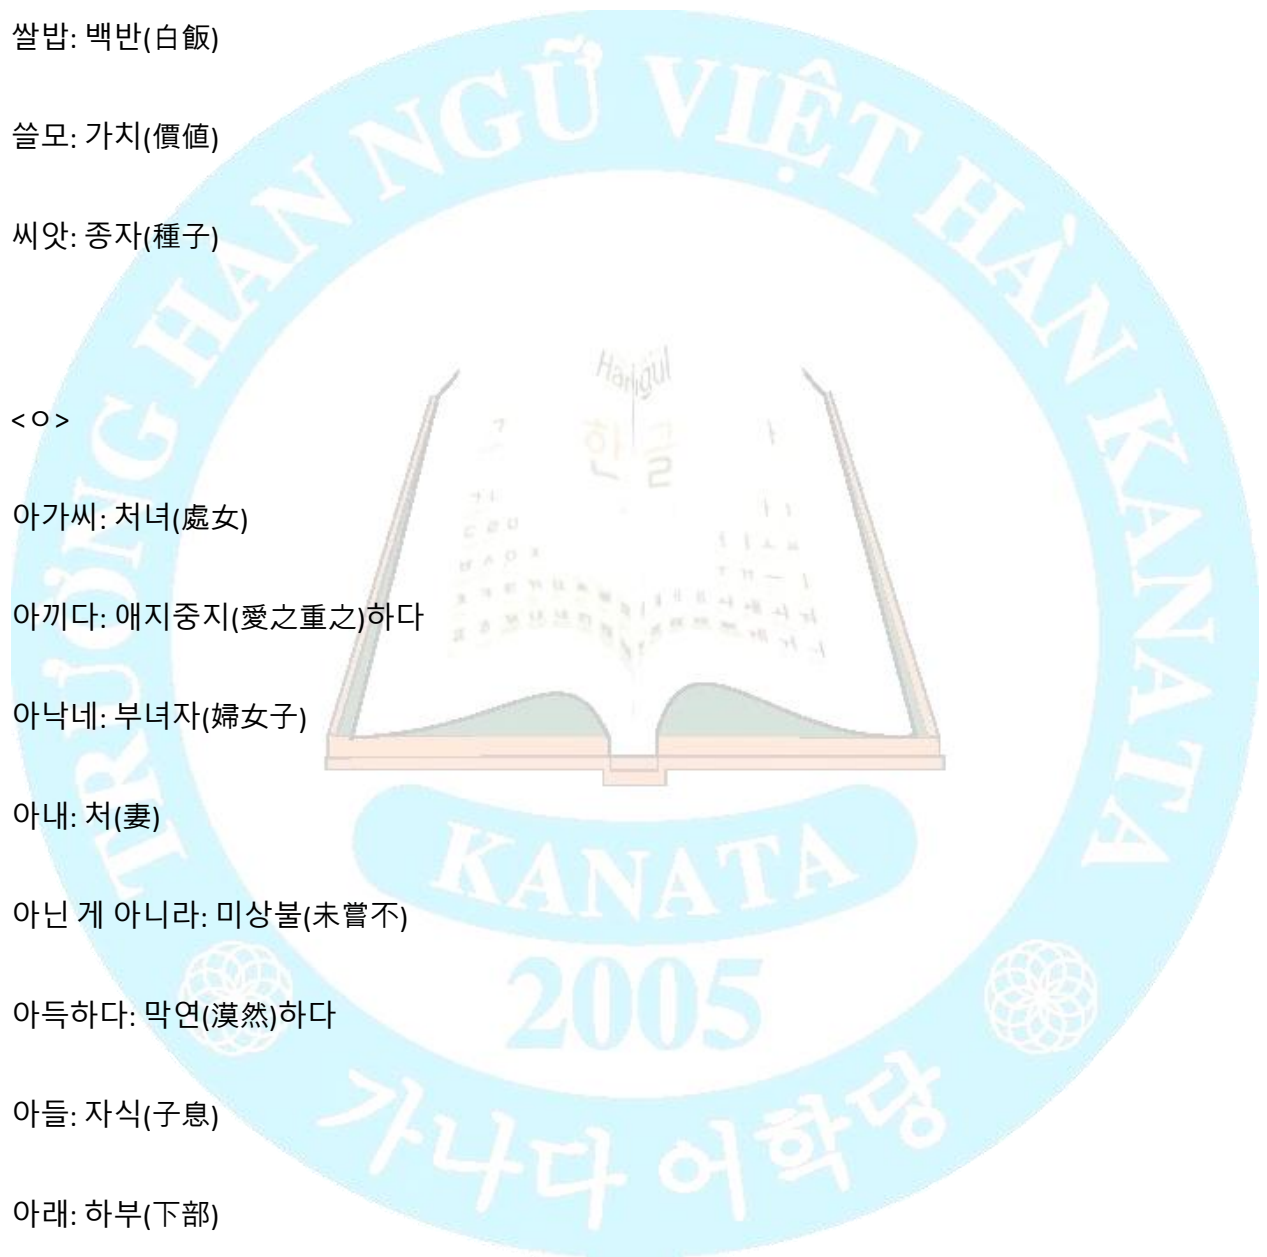 쌀밥: 백반(白飯)
쓸모: 가치(價値)
씨앗: 종자(種子)
<ㅇ>
아가씨: 처녀(處女)
아끼다: 애지중지(愛之重之)하다
아낙네: 부녀자(婦女子)
아내: 처(妻)
아닌 게 아니라: 미상불(未嘗不)
아득하다: 막연(漠然)하다
아들: 자식(子息)
아래: 하부(下部)
TRƯỜNG HÀN NGỮ VIỆT HÀN KANATA
Hangul
한글
KANATA
2005
가나다 어학당